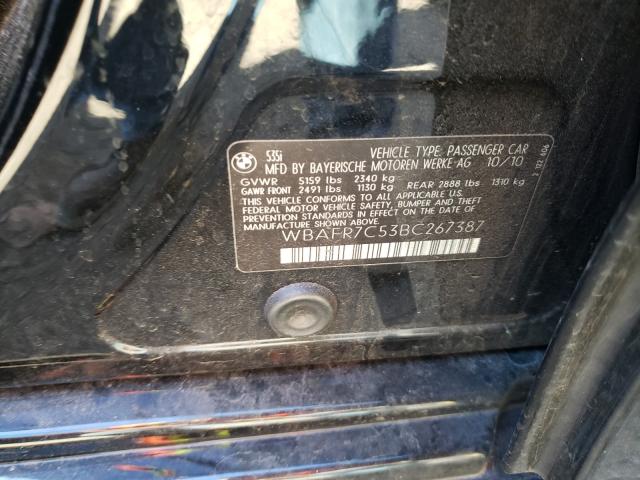 BMW
535i VEHICLE TYPE PASSENGER CAR
MFD BY BAYERISCHE MOTOREN WERKE AG 10/10
GVWR 5159 lbs 2340 kg
GAWR FRONT 2491 lbs 1130 kg REAR 2888 lbs 1310 kg
THIS VEHICLE CONFORMS TO ALL APPLICABLE
FEDERAL MOTOR VEHICLE SAFETY, BUMPER, AND THEFT
PREVENTION STANDARDS IN EFFECT ON THE DATE OF
MANUFACTURE SHOWN ABOVE.
WBAFR7C53BC267387